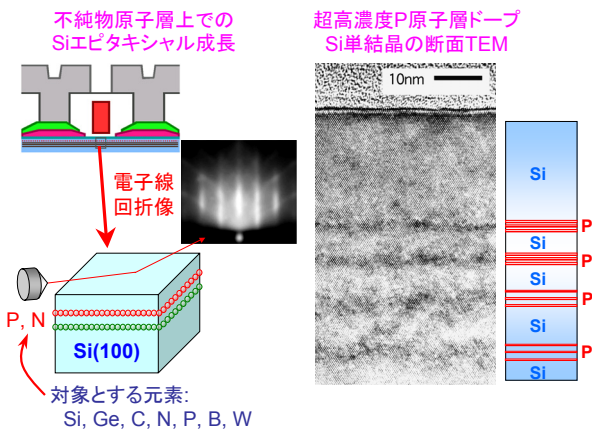 不純物原子層上での
Siエピタキシャル成長
電子線
回折像
P, N
Si(100)
対象とする元素:
Si, Ge, C, N, P, B, W
超高濃度P原子層ドープ
Si単結晶の断面TEM
10nm
Si
P
Si
P
Si
P
Si
P
Si